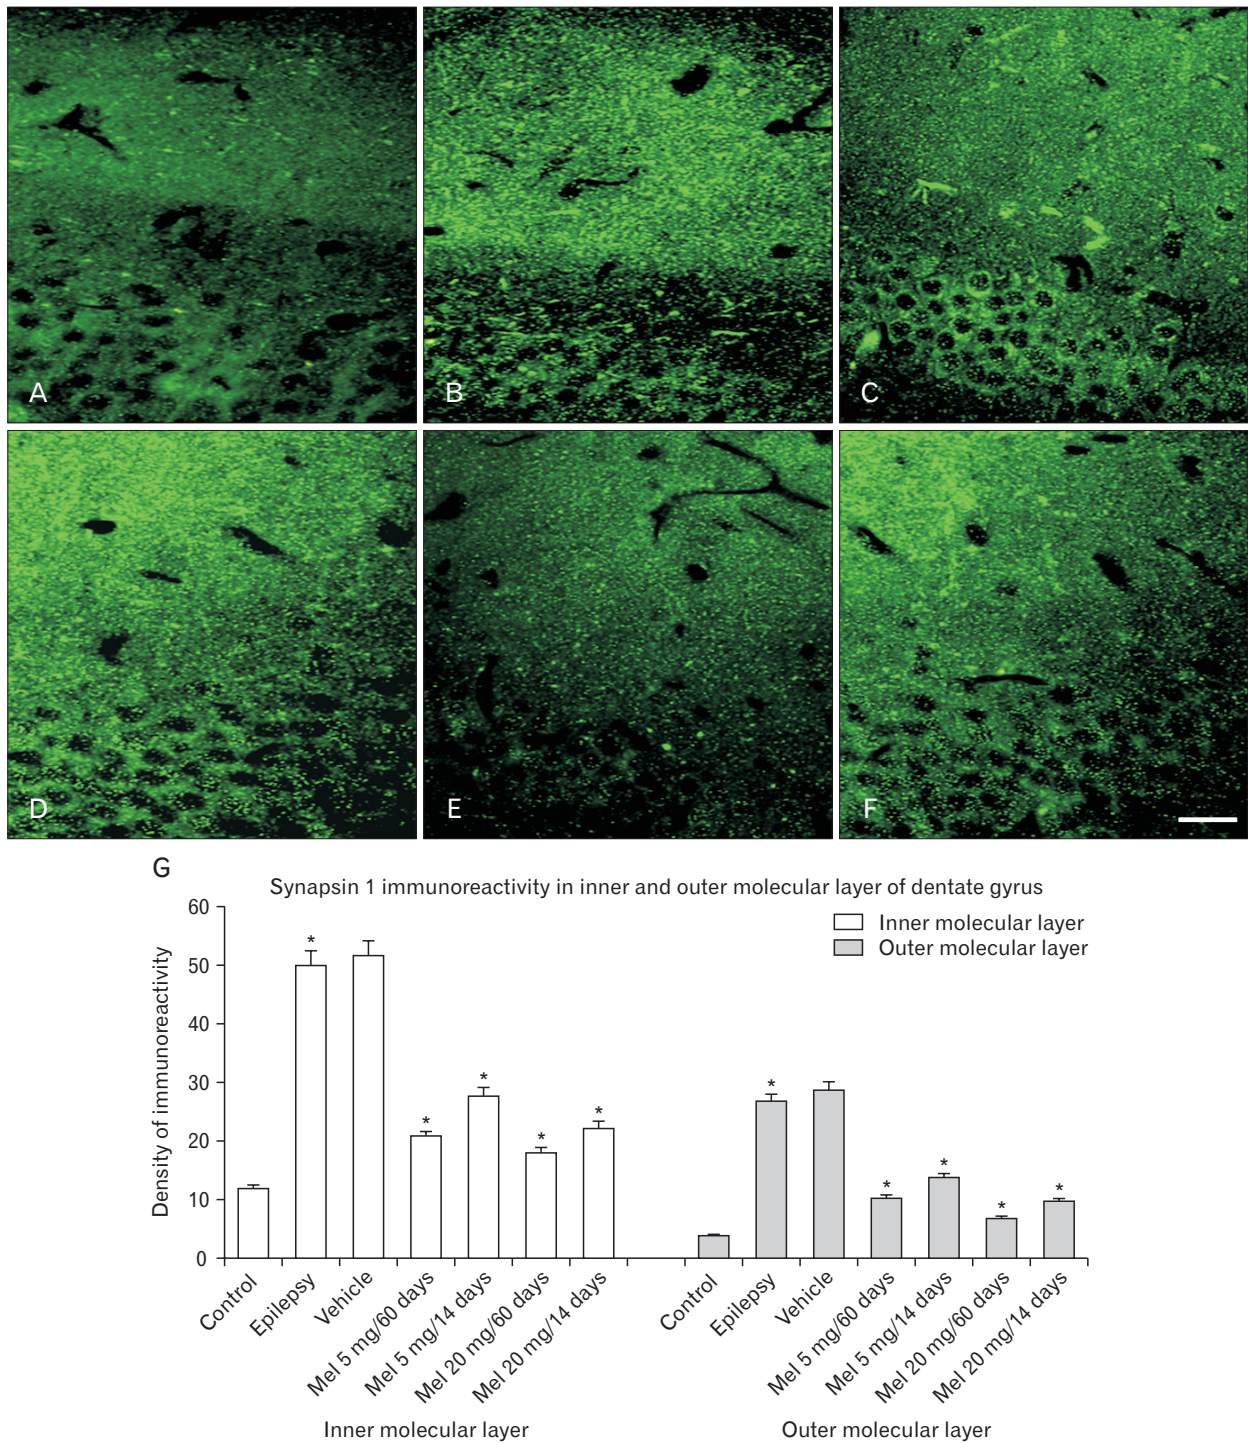 A
B
C
D
E
F
G
Synapsin 1 immunoreactivity in inner and outer molecular layer of dentate gyrus
Inner molecular layer
Outer molecular layer
Density of immunoreactivity
60
50
40
30
20
10
0
*
*
*
*
*
*
*
*
*
*
Control
Epilepsy
Vehicle
Mel 5 mg/60 days
Mel 5 mg/14 days
Mel 20 mg/60 days
Mel 20 mg/14 days
Control
Epilepsy
Vehicle
Mel 5 mg/60 days
Mel 5 mg/14 days
Mel 20 mg/60 days
Mel 20 mg/14 days
Inner molecular layer
Outer molecular layer